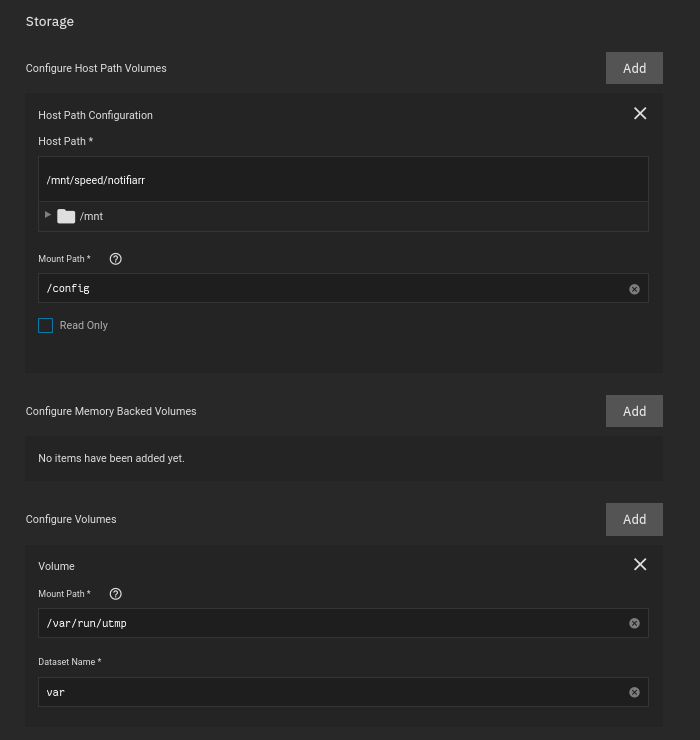 Storage
Configure Host Path Volumes
Add
Host Path Configuration
Host Path *
/mnt/speed/notifiarr
/mnt
Mount Path *
/config
Read Only
Configure Memory Backed Volumes
Add
No items have been added yet.
Configure Volumes
Add
Volume
Mount Path *
/var/run/utmp
Dataset Name *
var